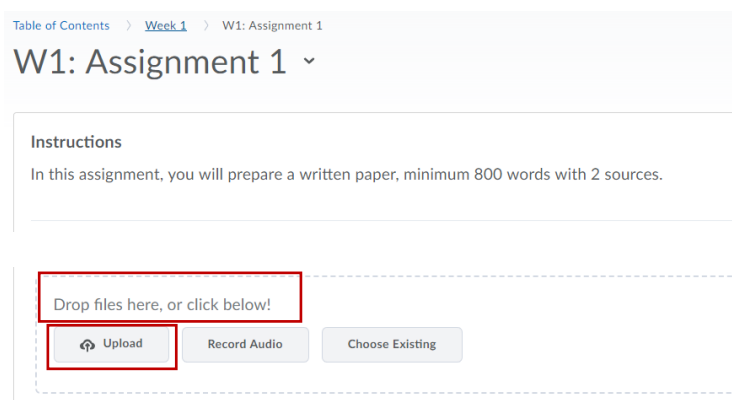 Table of Contents > Week 1 > W1: Assignment 1
W1: Assignment 1
Instructions
In this assignment, you will prepare a written paper, minimum 800 words with 2 sources.
Drop files here, or click below!
Upload Record Audio Choose Existing